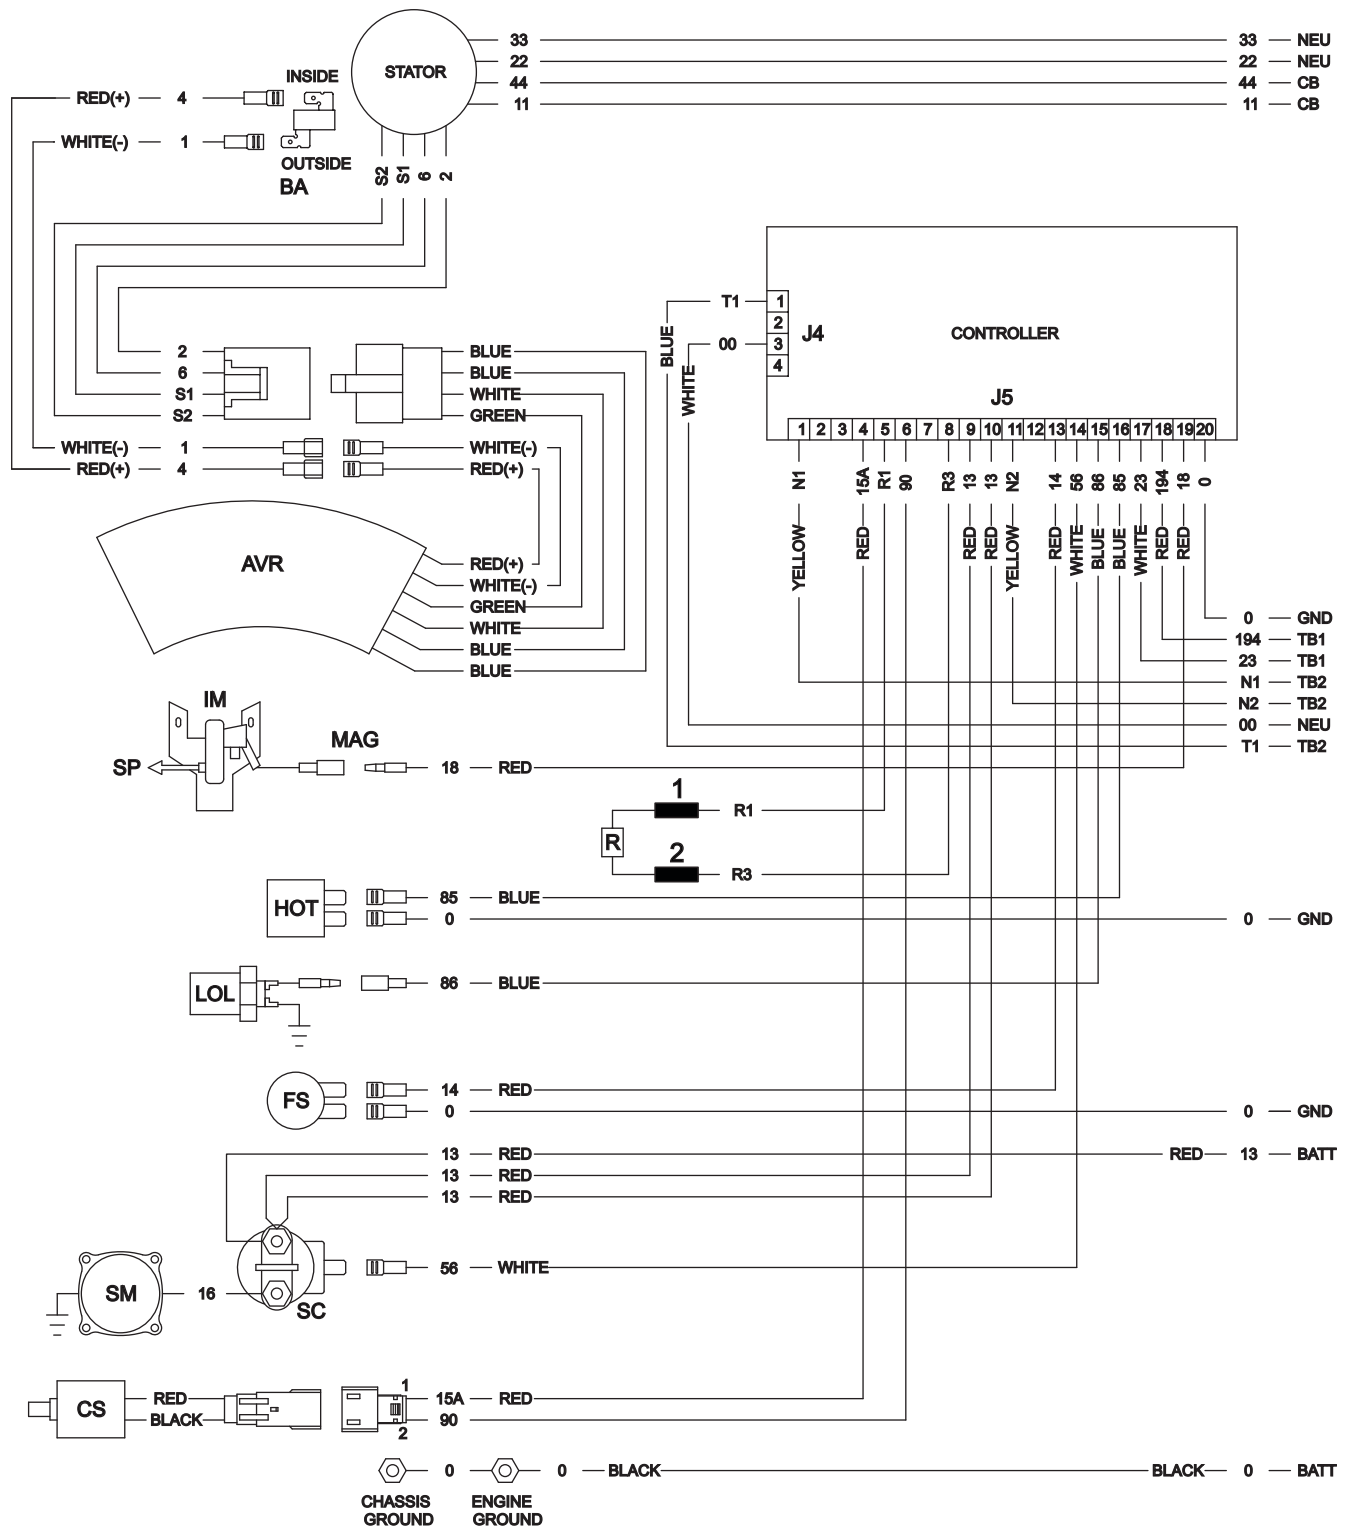 STATOR
33 33 NEU
22 22 NEU
44 44 CB
11 11 CB
INSIDE
RED(+) 4
WHITE(-) 1
OUTSIDE
BA
S2 S1 6 2
T1 1
2
00 3
4
J4
BLUE
WHITE
CONTROLLER
J5
1 2 3 4 5 6 7 8 9 10 11 12 13 14 15 16 17 18 19 20
N1 15A R1 90 R3 13 13 N2 14 56 86 85 23 194 18 0
YELLOW RED RED RED YELLOW RED WHITE BLUE BLUE WHITE RED RED
2 BLUE
6 BLUE
S1 WHITE
S2 GREEN
WHITE(-) 1 WHITE(-)
RED(+) 4 RED(+)
AVR
RED(+)
WHITE(-)
GREEN
WHITE
BLUE
BLUE
0 GND
194 TB1
23 TB1
N1 TB2
N2 TB2
00 NEU
T1 TB2
IM
MAG
SP
18 RED
1
R1
R
2
R3
HOT
85 BLUE
0 0 GND
LOL
86 BLUE
FS
14 RED
0 0 GND
13 RED RED 13 BATT
13 RED
13 RED
56 WHITE
SM
16
SC
CS
RED
BLACK
1
15A RED
90
2
0 0 BLACK BLACK 0 BATT
CHASSIS
GROUND
ENGINE
GROUND